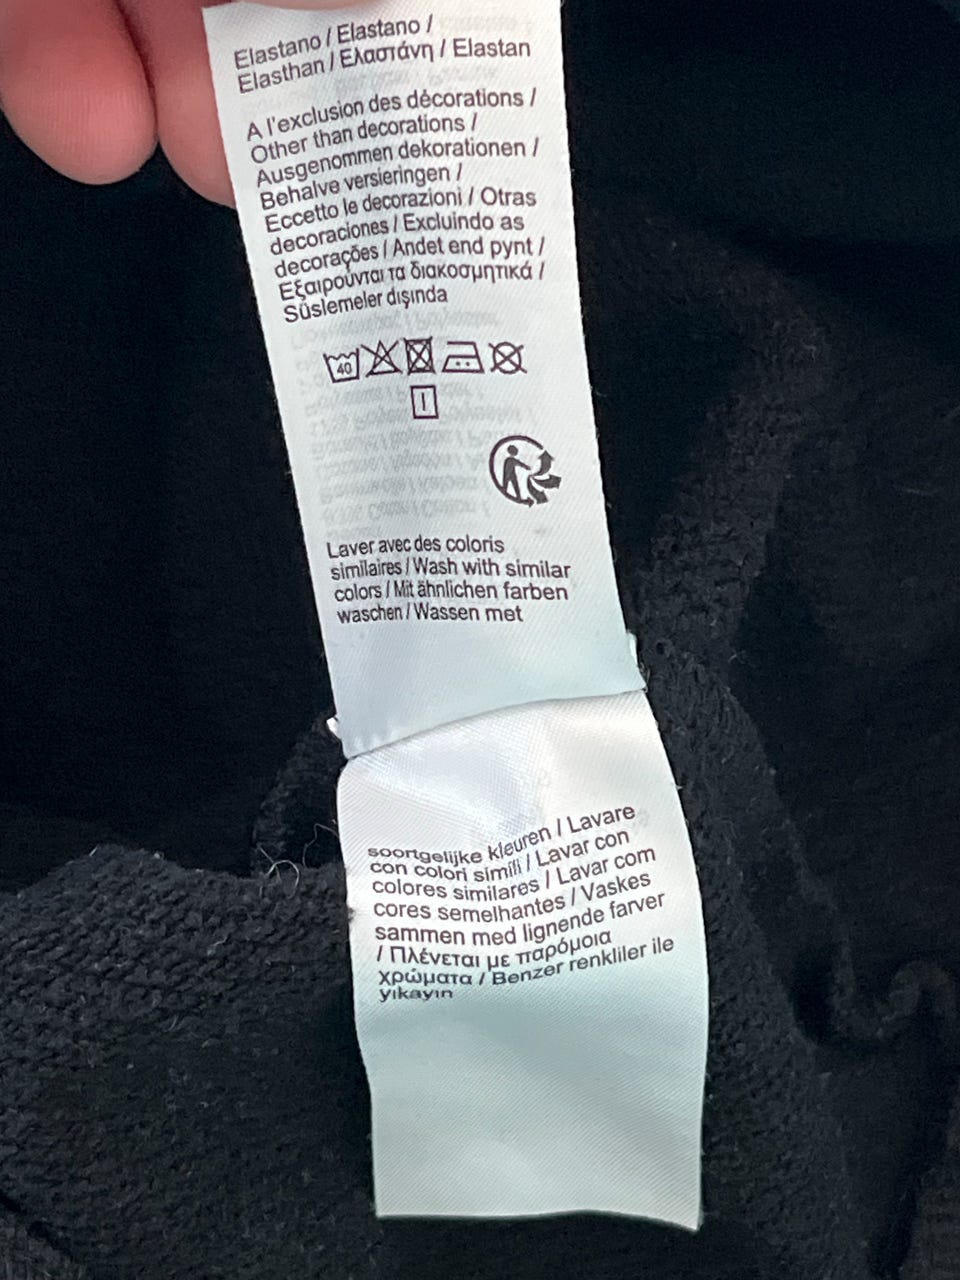 Elastano / Elastano /
Elasthan / Ελαστάνη / Elastan
A l'exclusion des décorations /
Other than decorations /
Ausgenommen dekorationen /
Behalve versieringen /
Eccetto le decorazioni / Otras
decoraciones / Excluindo as
decorações / Andet end pynt /
Εξαιρούνται τα διακοσμητικά /
Süslemeler dışında
40
Laver avec des coloris
similaires / Wash with similar
colors / Mit ähnlichen farben
waschen / Wassen met
soortgelijke kleuren / Lavare
con colori simili / Lavar con
colores similares / Lavar com
cores semelhantes / Vaskes
sammen med lignende farver
/ Πλένεται με παρόμοια
χρώματα / Benzer renkliler ile
yıkayın